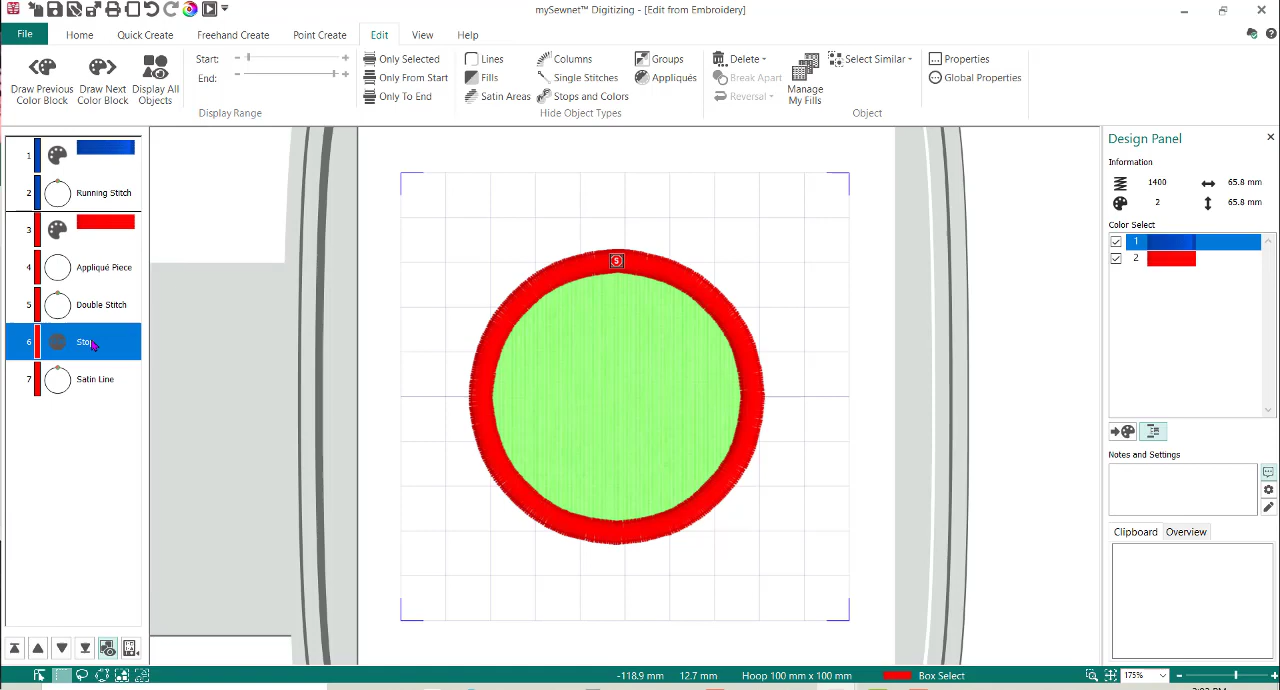 mySewnet™ Digitizing - [Edit from Embroidery]
File Home Quick Create Freehand Create Point Create Edit View Help
Draw Previous Color Block
Draw Next Color Block
Display All Objects
Start:
End:
Display Range
Only Selected
Only From Start
Only To End
Lines
Fills
Satin Areas
Columns
Single Stitches
Stops and Colors
Groups
Appliqués
Hide Object Types
Delete
Break Apart
Reversal
Manage My Fills
Select Similar
Object
Properties
Global Properties
1
2 Running Stitch
3
4 Appliqué Piece
5 Double Stitch
6 Stop
7 Satin Line
S
Design Panel
Information
1400 65.8 mm
2 65.8 mm
Color Select
1
2
Notes and Settings
Clipboard Overview
-118.9 mm 12.7 mm Hoop 100 mm x 100 mm Box Select 175%